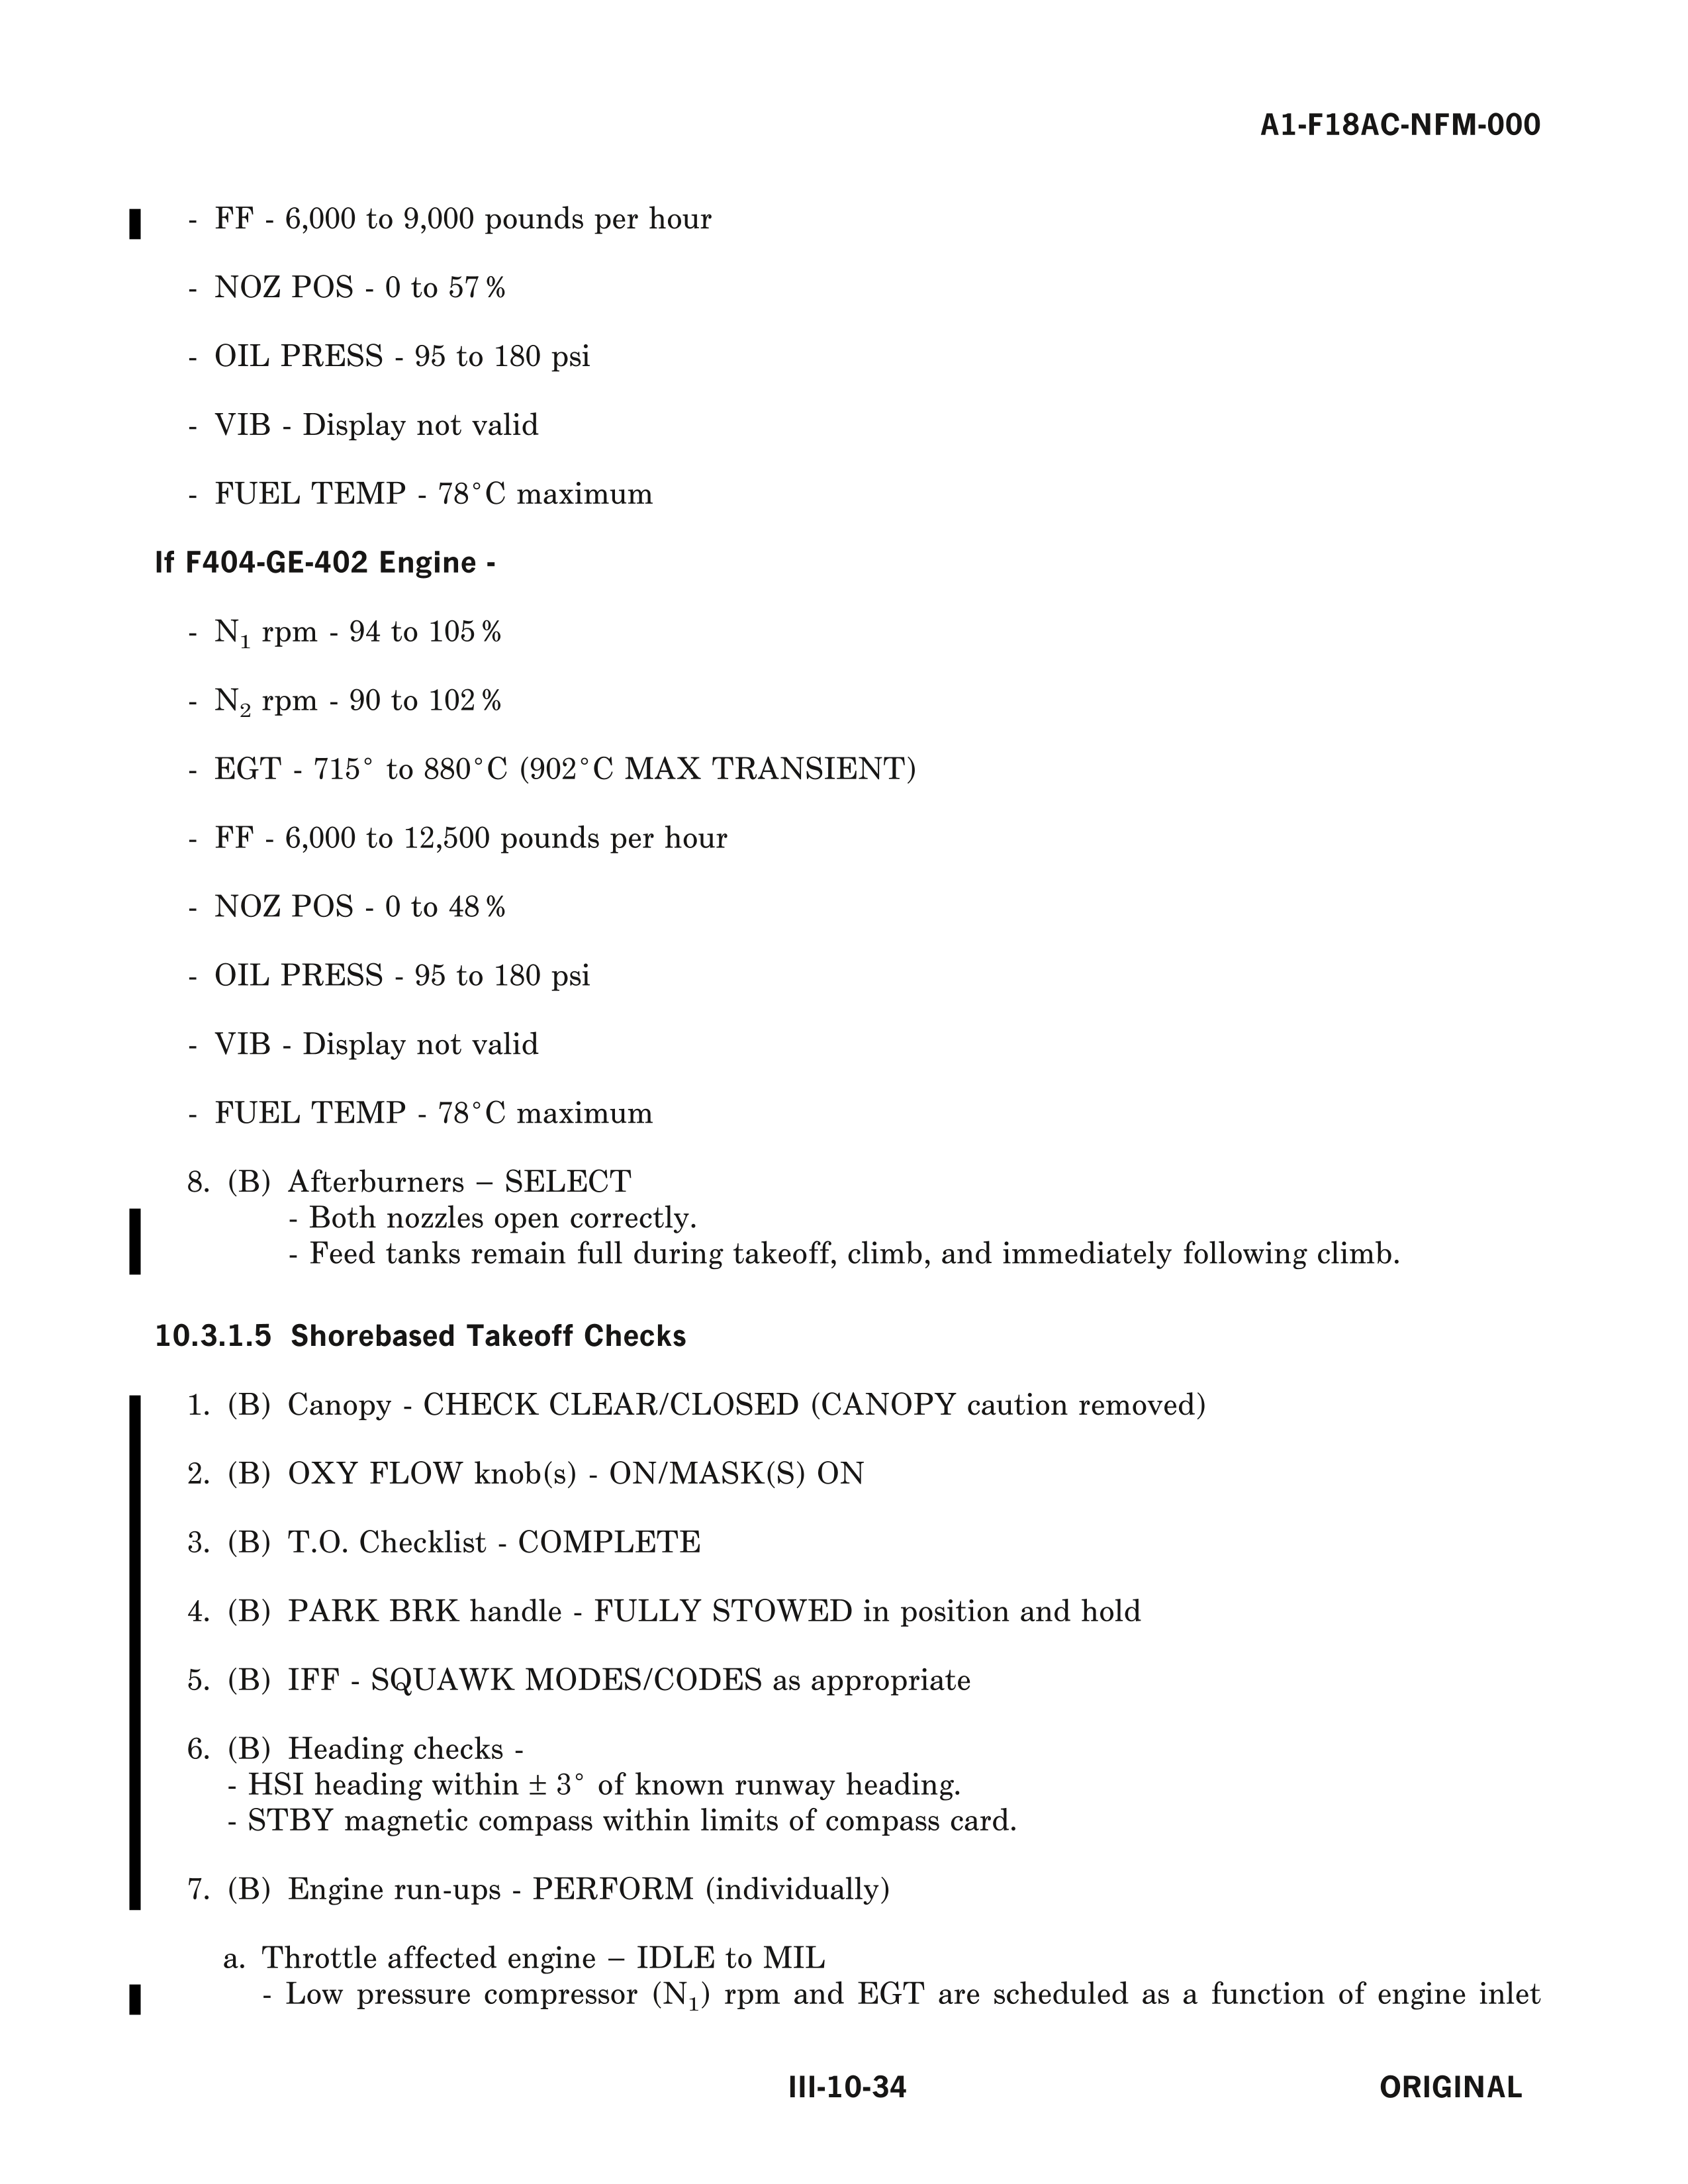 A1-F18AC-NFM-000
- FF - 6,000 to 9,000 pounds per hour
- NOZ POS - 0 to 57%
- OIL PRESS - 95 to 180 psi
- VIB - Display not valid
- FUEL TEMP - 78°C maximum
If F404-GE-402 Engine -
- N₁ rpm - 94 to 105%
- N₂ rpm - 90 to 102%
- EGT - 715° to 880°C (902°C MAX TRANSIENT)
- FF - 6,000 to 12,500 pounds per hour
- NOZ POS - 0 to 48%
- OIL PRESS - 95 to 180 psi
- VIB - Display not valid
- FUEL TEMP - 78°C maximum
8. (B) Afterburners – SELECT
- Both nozzles open correctly.
- Feed tanks remain full during takeoff, climb, and immediately following climb.
10.3.1.5 Shorebased Takeoff Checks
1. (B) Canopy - CHECK CLEAR/CLOSED (CANOPY caution removed)
2. (B) OXY FLOW knob(s) - ON/MASK(S) ON
3. (B) T.O. Checklist - COMPLETE
4. (B) PARK BRK handle - FULLY STOWED in position and hold
5. (B) IFF - SQUAWK MODES/CODES as appropriate
6. (B) Heading checks -
- HSI heading within ± 3° of known runway heading.
- STBY magnetic compass within limits of compass card.
7. (B) Engine run-ups - PERFORM (individually)
a. Throttle affected engine – IDLE to MIL
- Low pressure compressor (N₁) rpm and EGT are scheduled as a function of engine inlet
III-10-34
ORIGINAL